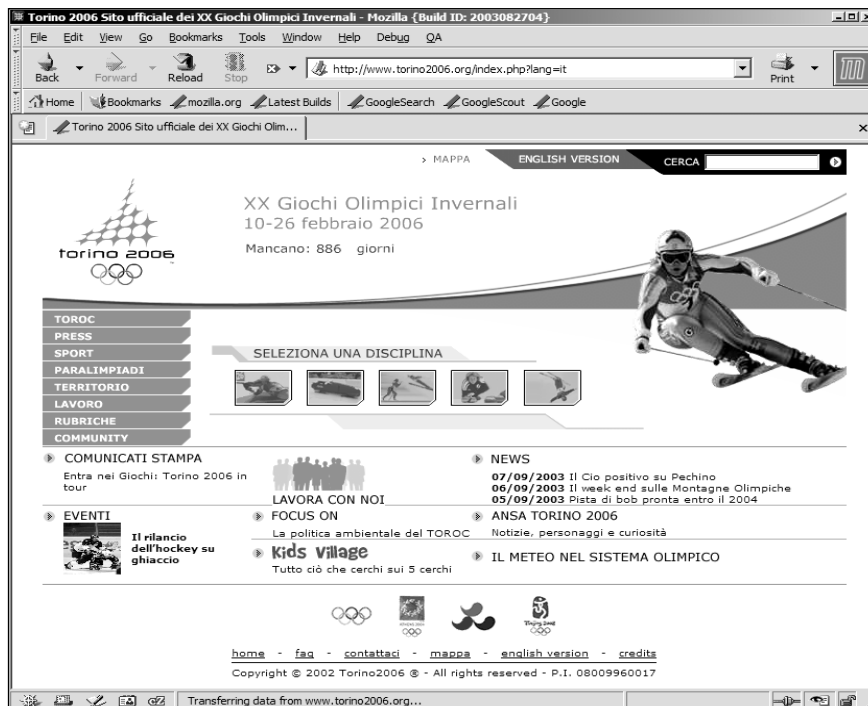 Torino 2006 Sito ufficiale dei XX Giochi Olimpici Invernali - Mozilla {Build ID: 2003082704}
File Edit View Go Bookmarks Tools Window Help Debug QA
Back Forward Reload Stop http://www.torino2006.org/index.php?lang=it Print
Home Bookmarks mozilla.org Latest Builds GoogleSearch GoogleScout Google
Torino 2006 Sito ufficiale dei XX Giochi Olim...
MAPPA ENGLISH VERSION CERCA
XX Giochi Olimpici Invernali
10-26 febbraio 2006
Mancano: 886 giorni
torino 2006
TOROC
PRESS
SPORT
PARALIMPIADI
TERRITORIO
LAVORO
RUBRICHE
COMMUNITY
SELEZIONA UNA DISCIPLINA
COMUNICATI STAMPA
Entra nei Giochi: Torino 2006 in
tour
LAVORA CON NOI
NEWS
07/09/2003 Il Cio positivo su Pechino
06/09/2003 Il week end sulle Montagne Olimpiche
05/09/2003 Pista di bob pronta entro il 2004
EVENTI
Il rilancio
dell'hockey su
ghiaccio
FOCUS ON
La politica ambientale del TOROC
ANSA TORINO 2006
Notizie, personaggi e curiosità
Kids Village
Tutto ciò che cerchi sui 5 cerchi
IL METEO NEL SISTEMA OLIMPICO
home - faq - contattaci - mappa - english version - credits
Copyright © 2002 Torino2006 ® - All rights reserved - P.I. 08009960017
Transferring data from www.torino2006.org...